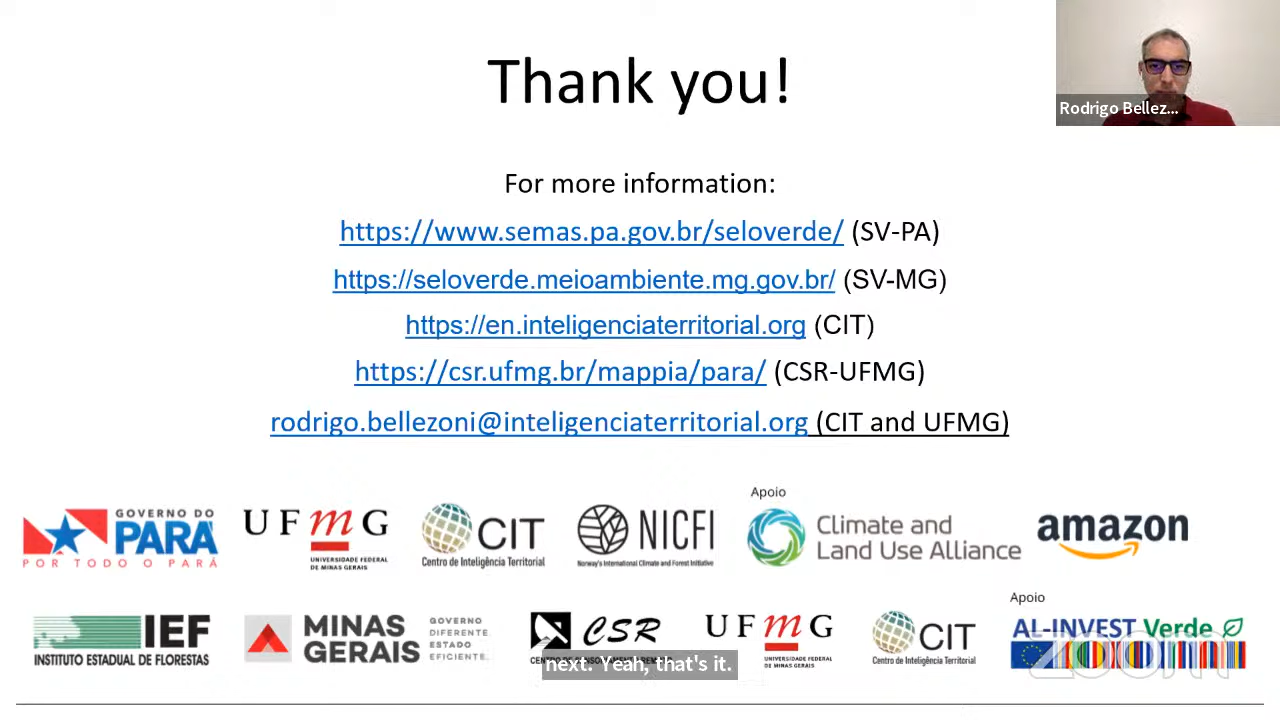 Thank you!
Rodrigo Bellez...
For more information:
https://www.semas.pa.gov.br/seloverde/ (SV-PA)
https://seloverde.meioambiente.mg.gov.br/ (SV-MG)
https://en.inteligenciaterritorial.org (CIT)
https://csr.ufmg.br/mappia/para/ (CSR-UFMG)
rodrigo.bellezoni@inteligenciaterritorial.org (CIT and UFMG)
GOVERNO DO
PARÁ
POR TODO O PARÁ
UFmG
UNIVERSIDADE FEDERAL
DE MINAS GERAIS
CIT
Centro de Inteligência Territorial
NICFI
Norway's International Climate and Forest Initiative
Apoio
Climate and
Land Use Alliance
amazon
IEF
INSTITUTO ESTADUAL DE FLORESTAS
MINAS
GERAIS
GOVERNO
DIFERENTE.
ESTADO
EFICIENTE.
CSR
UFmG
UNIVERSIDADE FEDERAL
DE MINAS GERAIS
CIT
Centro de Inteligência Territorial
Apoio
AL-INVEST Verde
zoom
next. Yeah, that's it.